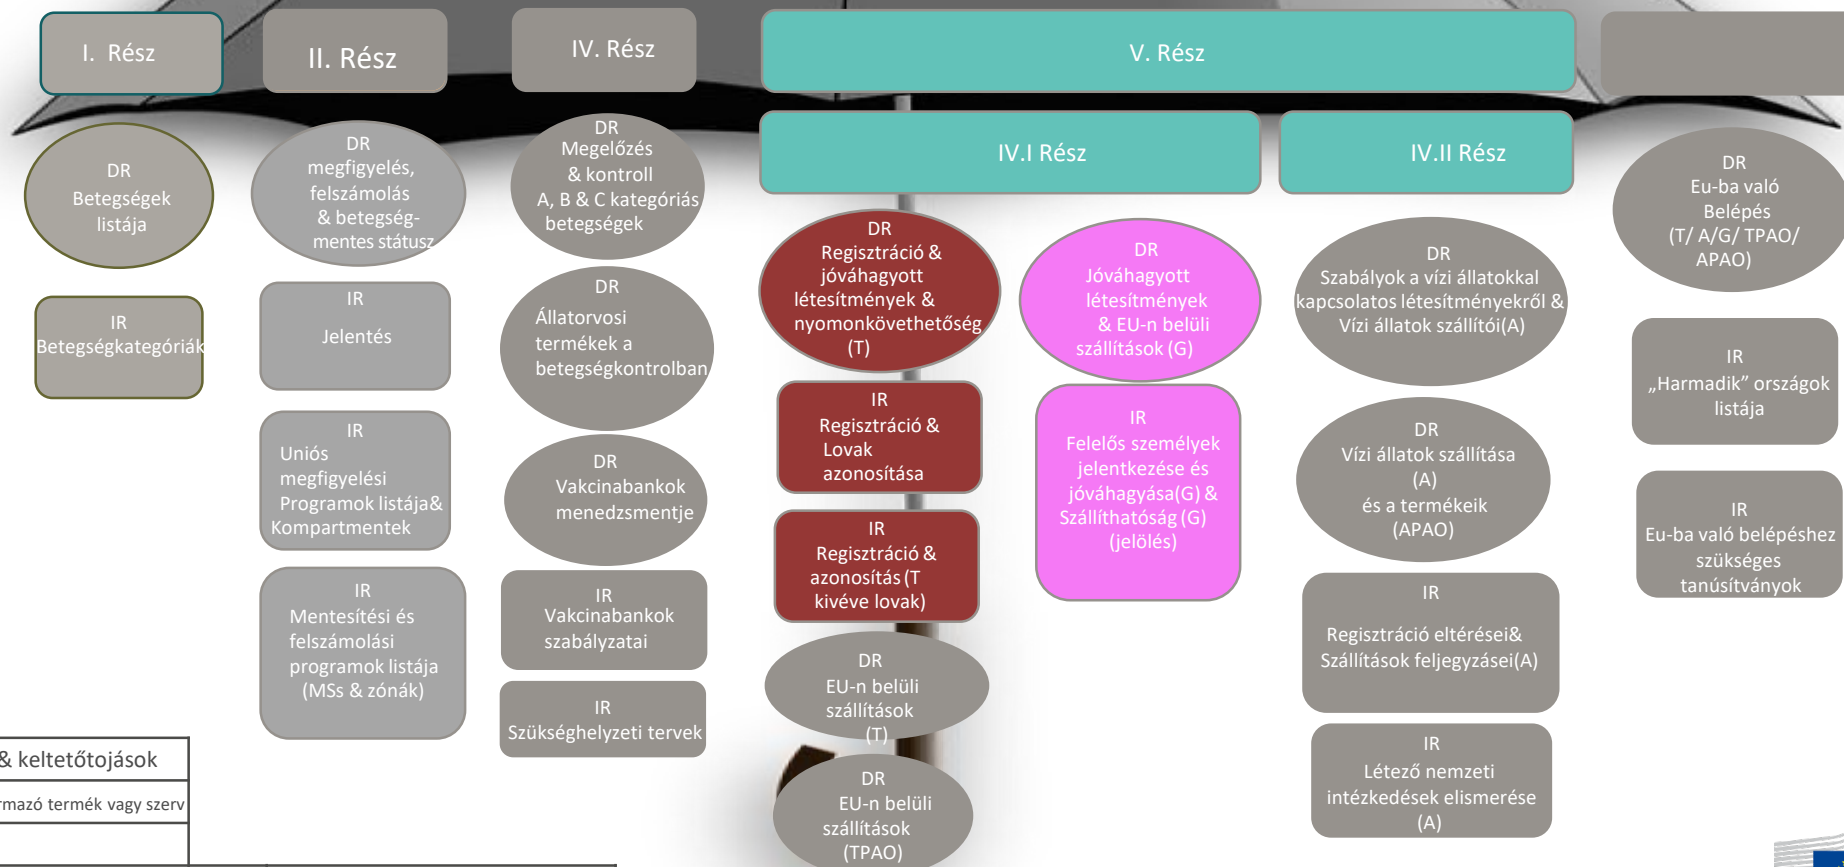 I. Rész
DR
Betegségek
listája
IR
Betegségkategóriák
II. Rész
DR
megfigyelés,
felszámolás
& betegség-
mentes státusz
IR
Jelentés
IR
Uniós
megfigyelési
Programok listája&
Kompartmentek
IR
Mentesítési és
felszámolási
programok listája
(MSs & zónák)
IV. Rész
DR
Megelőzés
& kontroll
A, B & C kategóriás
betegségek
DR
Állatorvosi
termékek a
betegségkontrolban
DR
Vakcinabankok
menedzsmentje
IR
Vakcinabankok
szabályzatai
IR
Szükséghelyzeti tervek
V. Rész
IV.I Rész
DR
Regisztráció &
jóváhagyott
létesítmények &
nyomonkövethetőség
(T)
IR
Regisztráció &
Lovak
azonosítása
IR
Regisztráció &
azonosítás (T
kivéve lovak)
DR
EU-n belüli
szállítások
(T)
DR
EU-n belüli
szállítások
(TPAO)
DR
Jóváhagyott
létesítmények
& EU-n belüli
szállítások (G)
IR
Felelős személyek
jelentkezése és
jóváhagyása(G) &
Szállíthatóság (G)
(jelölés)
IV.II Rész
DR
Szabályok a vízi állatokkal
kapcsolatos létesítményekről &
Vízi állatok szállítói(A)
DR
Vízi állatok szállítása
(A)
és a termékeik
(APAO)
IR
Regisztráció eltérései&
Szállítások feljegyzásei(A)
IR
Létező nemzeti
intézkedések elismerése
(A)
DR
Eu-ba való
Belépés
(T/ A/G/ TPAO/
APAO)
IR
„Harmadik” országok
listája
IR
Eu-ba való belépéshez
szükséges
tanúsítványok
& keltetőtojások
rmazó termék vagy szerv